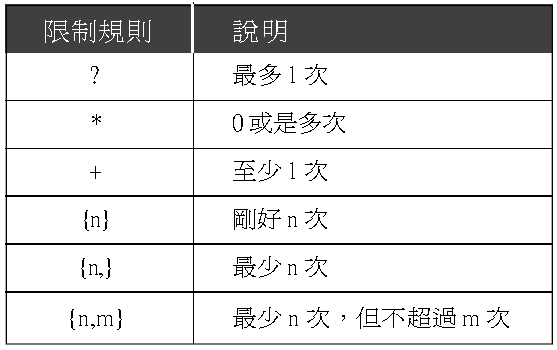 限制規則 說明
? 最多1次
* 0或是多次
+ 至少1次
{n} 剛好n次
{n,} 最少n次
{n,m} 最少n次，但不超過m次